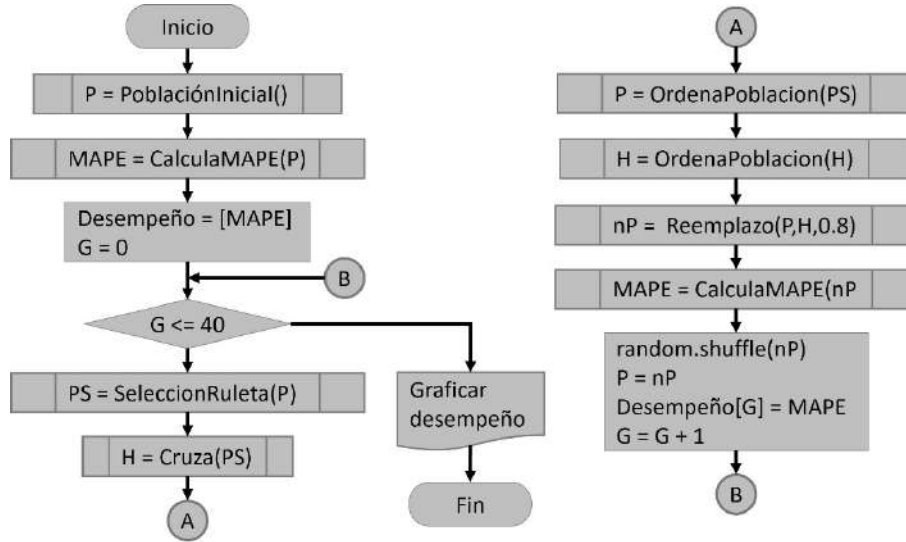 Inicio
P = PoblaciónInicial()
MAPE = CalculaMAPE(P)
Desempeño = [MAPE]
G = 0
B
G <= 40
PS = SeleccionRuleta(P)
H = Cruza(PS)
A
Graficar
desempeño
Fin
A
P = OrdenaPoblacion(PS)
H = OrdenaPoblacion(H)
nP = Reemplazo(P,H,0.8)
MAPE = CalculaMAPE(nP
random.shuffle(nP)
P = nP
Desempeño[G] = MAPE
G = G + 1
B